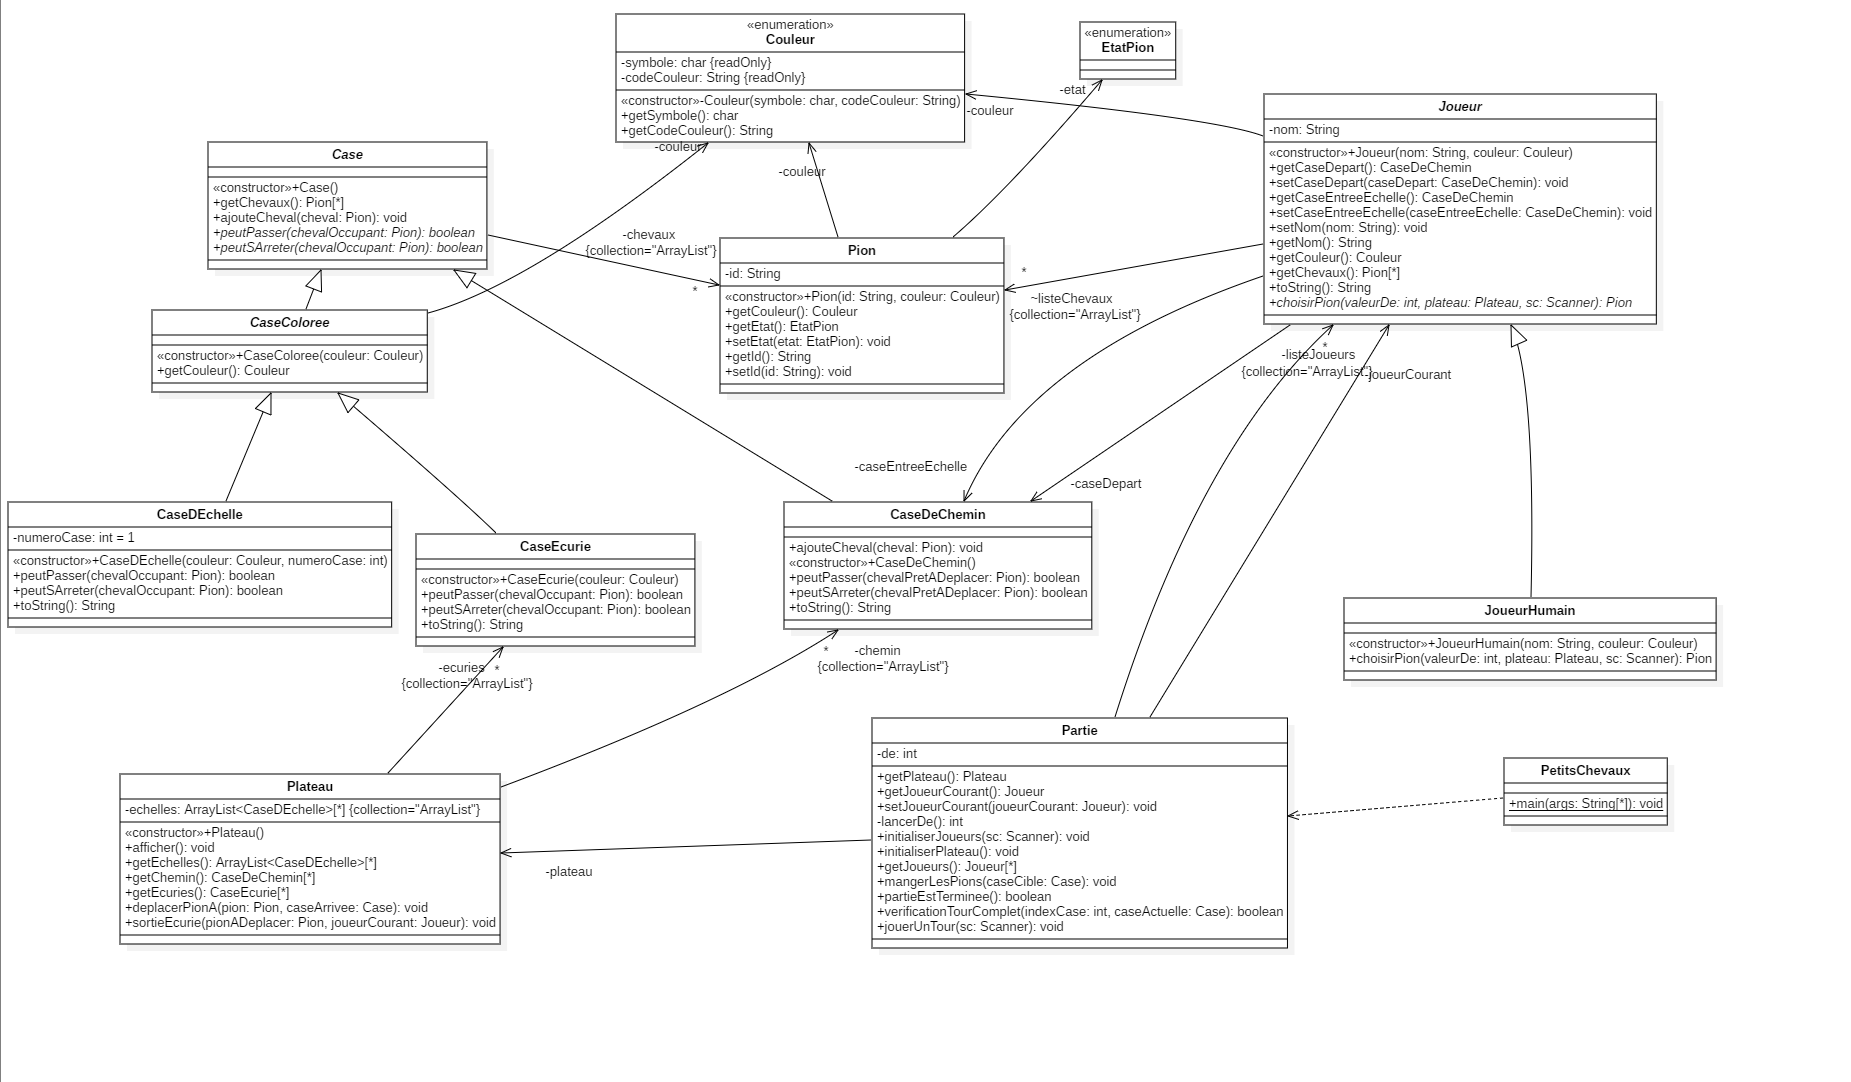 «enumeration»
Couleur
-symbole: char {readOnly}
-codeCouleur: String {readOnly}
«constructor»-Couleur(symbole: char, codeCouleur: String)
+getSymbole(): char
+getCodeCouleur(): String
«enumeration»
EtatPion
-etat
-couleur
-couleur
-couleur
Joueur
-nom: String
«constructor»+Joueur(nom: String, couleur: Couleur)
+getCaseDepart(): CaseDeChemin
+setCaseDepart(caseDepart: CaseDeChemin): void
+getCaseEntreeEchelle(): CaseDeChemin
+setCaseEntreeEchelle(caseEntreeEchelle: CaseDeChemin): void
+setNom(nom: String): void
+getNom(): String
+getCouleur(): Couleur
+getChevaux(): Pion[*]
+toString(): String
+choisirPion(valeurDe: int, plateau: Plateau, sc: Scanner): Pion
Case
«constructor»+Case()
+getChevaux(): Pion[*]
+ajouteCheval(cheval: Pion): void
+peutPasser(chevalOccupant: Pion): boolean
+peutSArreter(chevalOccupant: Pion): boolean
-chevaux
{collection="ArrayList"}
*
Pion
-id: String
«constructor»+Pion(id: String, couleur: Couleur)
+getCouleur(): Couleur
+getEtat(): EtatPion
+setEtat(etat: EtatPion): void
+getId(): String
+setId(id: String): void
*
~listeChevaux
{collection="ArrayList"}
CaseColoree
«constructor»+CaseColoree(couleur: Couleur)
+getCouleur(): Couleur
*
-listeJoueurs
{collection="ArrayList"}
-joueurCourant
-caseEntreeEchelle
-caseDepart
CaseDEchelle
-numeroCase: int = 1
«constructor»+CaseDEchelle(couleur: Couleur, numeroCase: int)
+peutPasser(chevalOccupant: Pion): boolean
+peutSArreter(chevalOccupant: Pion): boolean
+toString(): String
CaseEcurie
«constructor»+CaseEcurie(couleur: Couleur)
+peutPasser(chevalOccupant: Pion): boolean
+peutSArreter(chevalOccupant: Pion): boolean
+toString(): String
CaseDeChemin
+ajouteCheval(cheval: Pion): void
«constructor»+CaseDeChemin()
+peutPasser(chevalPretADeplacer: Pion): boolean
+peutSArreter(chevalPretADeplacer: Pion): boolean
+toString(): String
JoueurHumain
«constructor»+JoueurHumain(nom: String, couleur: Couleur)
+choisirPion(valeurDe: int, plateau: Plateau, sc: Scanner): Pion
-ecuries *
{collection="ArrayList"}
* -chemin
{collection="ArrayList"}
Plateau
-echelles: ArrayList<CaseDEchelle>[*] {collection="ArrayList"}
«constructor»+Plateau()
+afficher(): void
+getEchelles(): ArrayList<CaseDEchelle>[*]
+getChemin(): CaseDeChemin[*]
+getEcuries(): CaseEcurie[*]
+deplacerPionA(pion: Pion, caseArrivee: Case): void
+sortieEcurie(pionADeplacer: Pion, joueurCourant: Joueur): void
-plateau
Partie
-de: int
+getPlateau(): Plateau
+getJoueurCourant(): Joueur
+setJoueurCourant(joueurCourant: Joueur): void
-lancerDe(): int
+initialiserJoueurs(sc: Scanner): void
+initialiserPlateau(): void
+getJoueurs(): Joueur[*]
+mangerLesPions(caseCible: Case): void
+partieEstTerminee(): boolean
+verificationTourComplet(indexCase: int, caseActuelle: Case): boolean
+jouerUnTour(sc: Scanner): void
PetitsChevaux
+main(args: String[*]): void